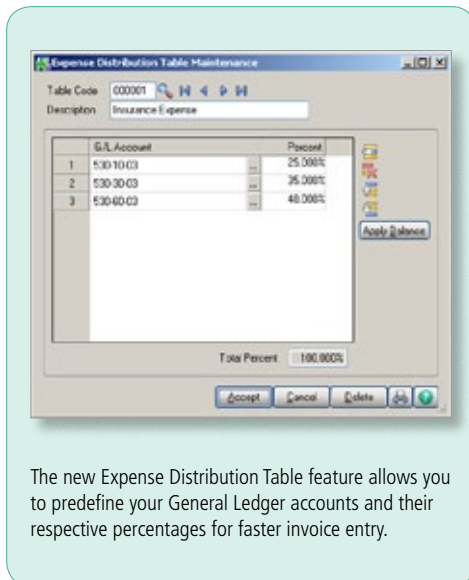 Expense Distribution Table Maintenance
Table Code 000001
Description Insurance Expense
G/L Account Percent
1 530-10-03 ... 25.000%
2 530-30-03 ... 35.000%
3 530-60-03 ... 40.000%
Apply Balance
Total Percent 100.000%
Accept Cancel Delete
The new Expense Distribution Table feature allows you
to predefine your General Ledger accounts and their
respective percentages for faster invoice entry.